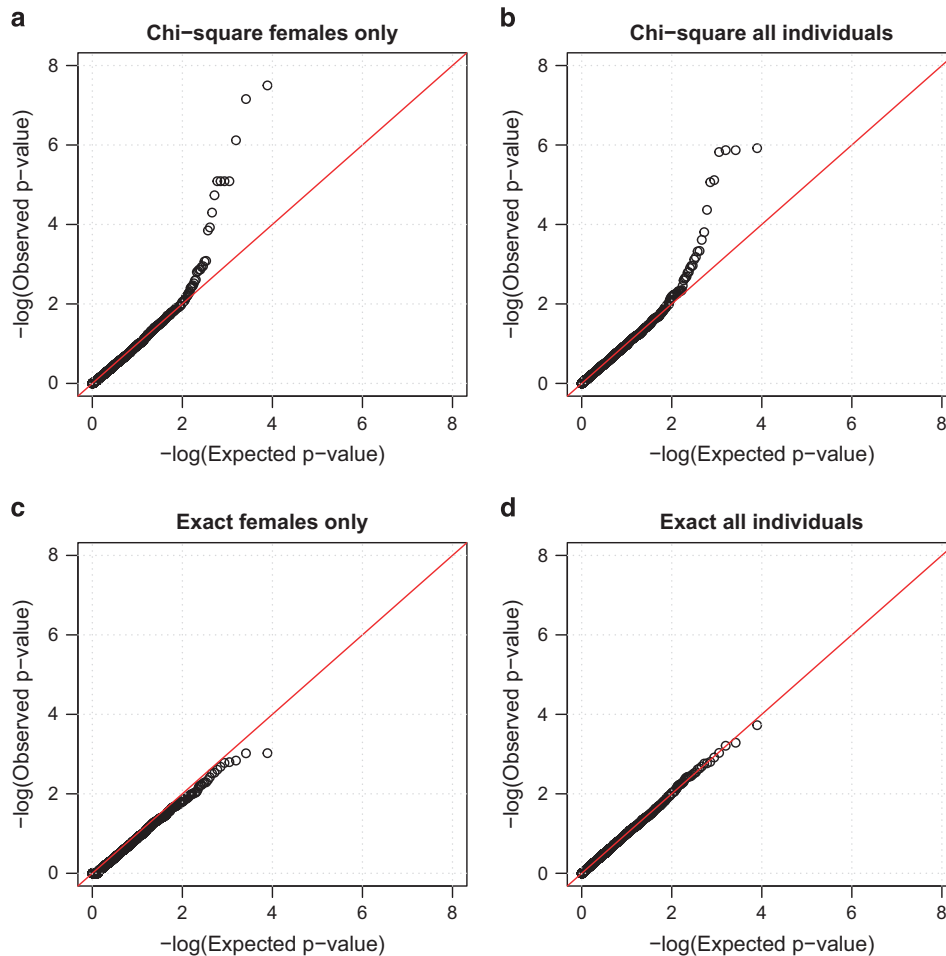 a
Chi−square females only
8
6
4
2
0
−log(Observed p−value)
0 2 4 6 8
−log(Expected p−value)
b
Chi−square all individuals
8
6
4
2
0
−log(Observed p−value)
0 2 4 6 8
−log(Expected p−value)
c
Exact females only
8
6
4
2
0
−log(Observed p−value)
0 2 4 6 8
−log(Expected p−value)
d
Exact all individuals
8
6
4
2
0
−log(Observed p−value)
0 2 4 6 8
−log(Expected p−value)